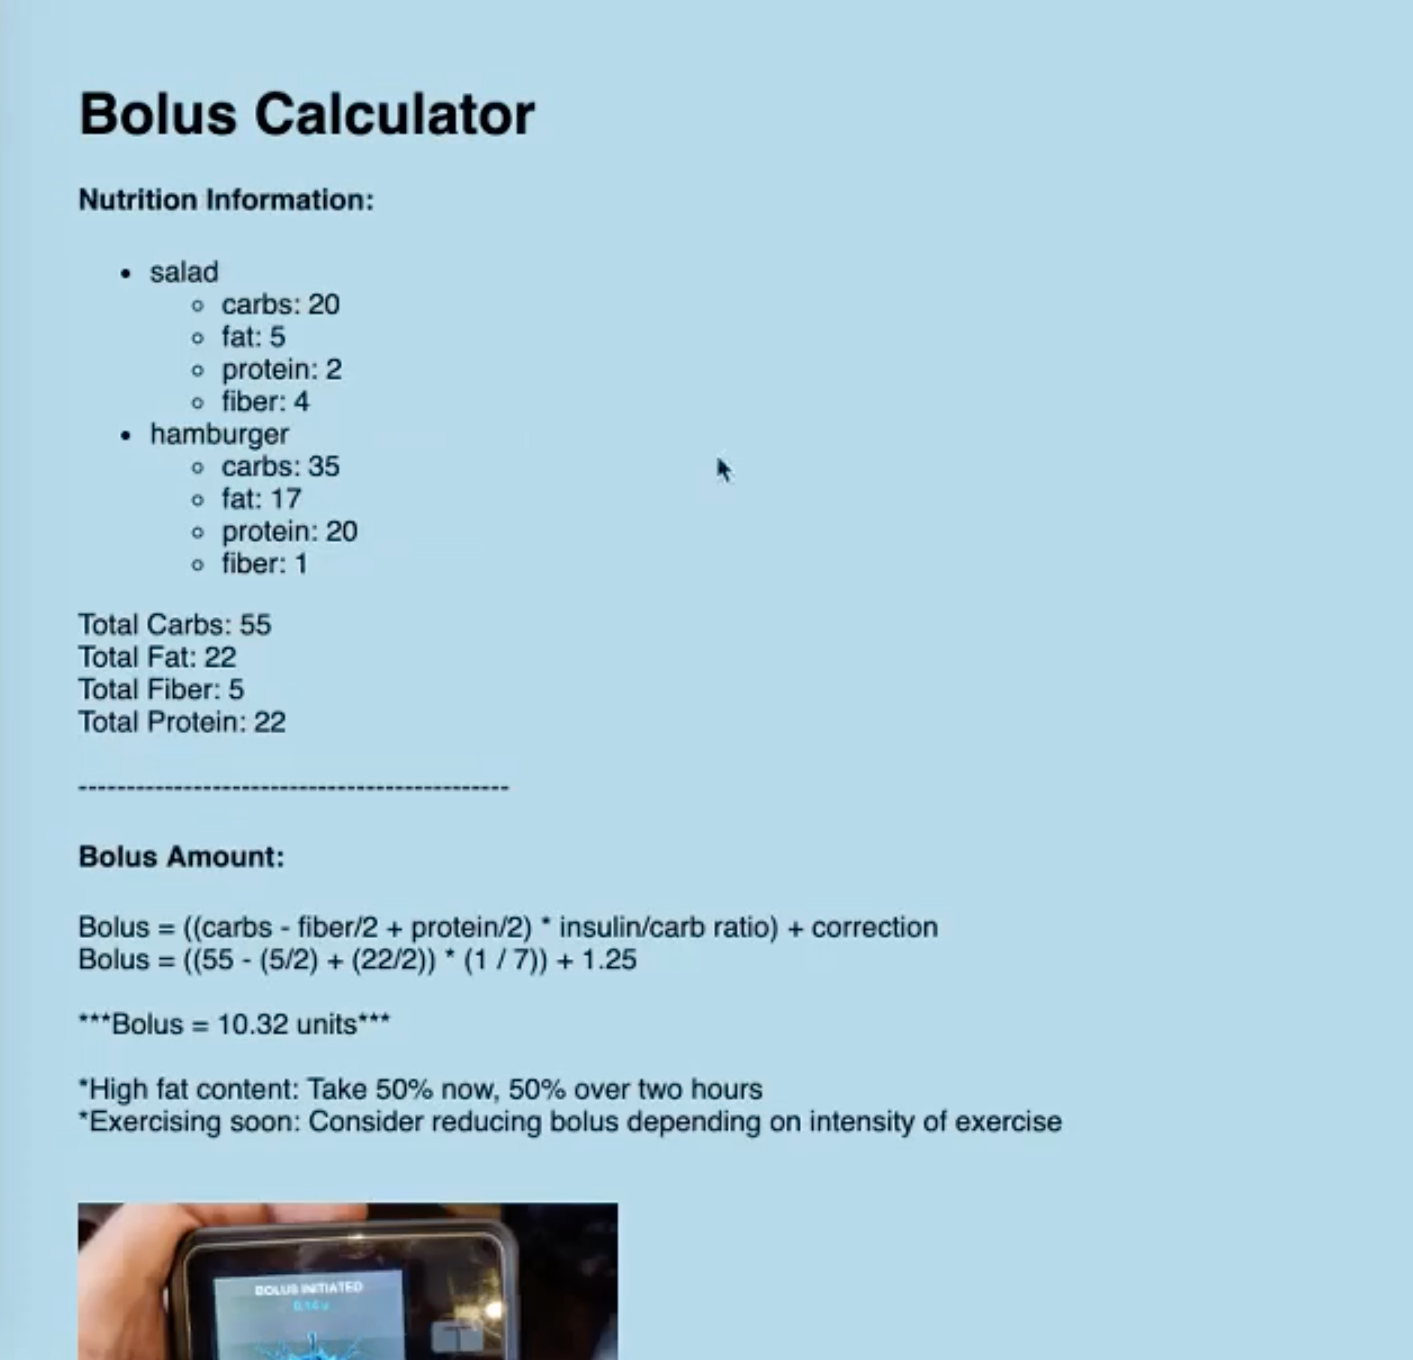 Bolus Calculator
Nutrition Information:
• salad
◦ carbs: 20
◦ fat: 5
◦ protein: 2
◦ fiber: 4
• hamburger
◦ carbs: 35
◦ fat: 17
◦ protein: 20
◦ fiber: 1
Total Carbs: 55
Total Fat: 22
Total Fiber: 5
Total Protein: 22
---------------------------------------------
Bolus Amount:
Bolus = ((carbs - fiber/2 + protein/2) * insulin/carb ratio) + correction
Bolus = ((55 - (5/2) + (22/2)) * (1 / 7)) + 1.25
***Bolus = 10.32 units***
*High fat content: Take 50% now, 50% over two hours
*Exercising soon: Consider reducing bolus depending on intensity of exercise
BOLUS INITIATED